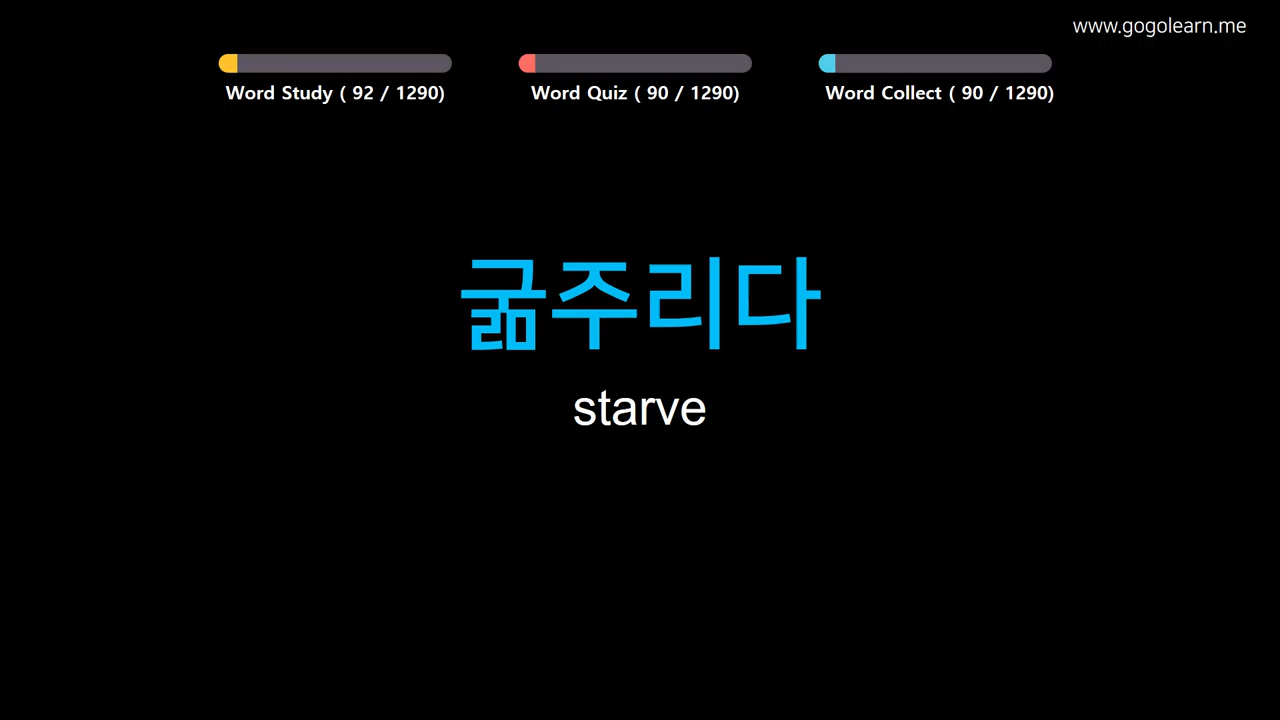 www.gogolearn.me
Word Study ( 92 / 1290)
Word Quiz ( 90 / 1290)
Word Collect ( 90 / 1290)
굶주리다
starve